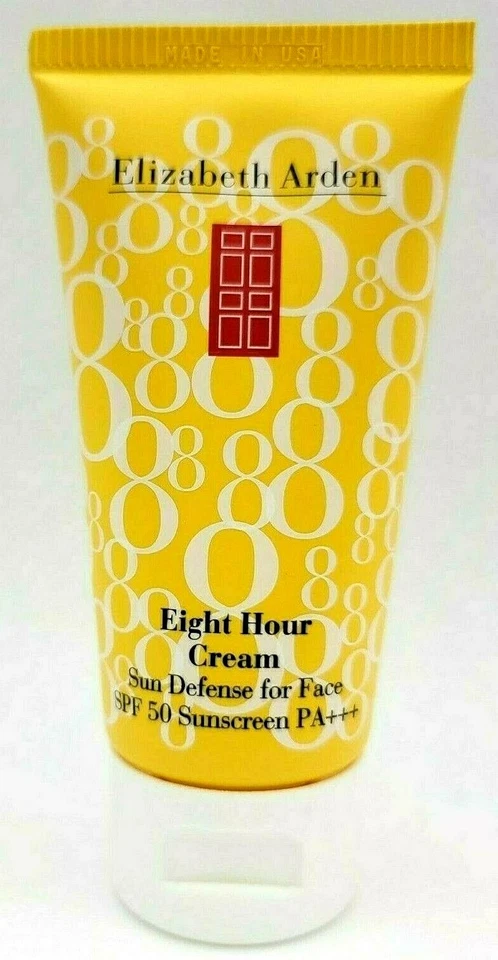 MADE IN USA
Elizabeth Arden
Eight Hour
Cream
Sun Defense for Face
SPF 50 Sunscreen PA+++